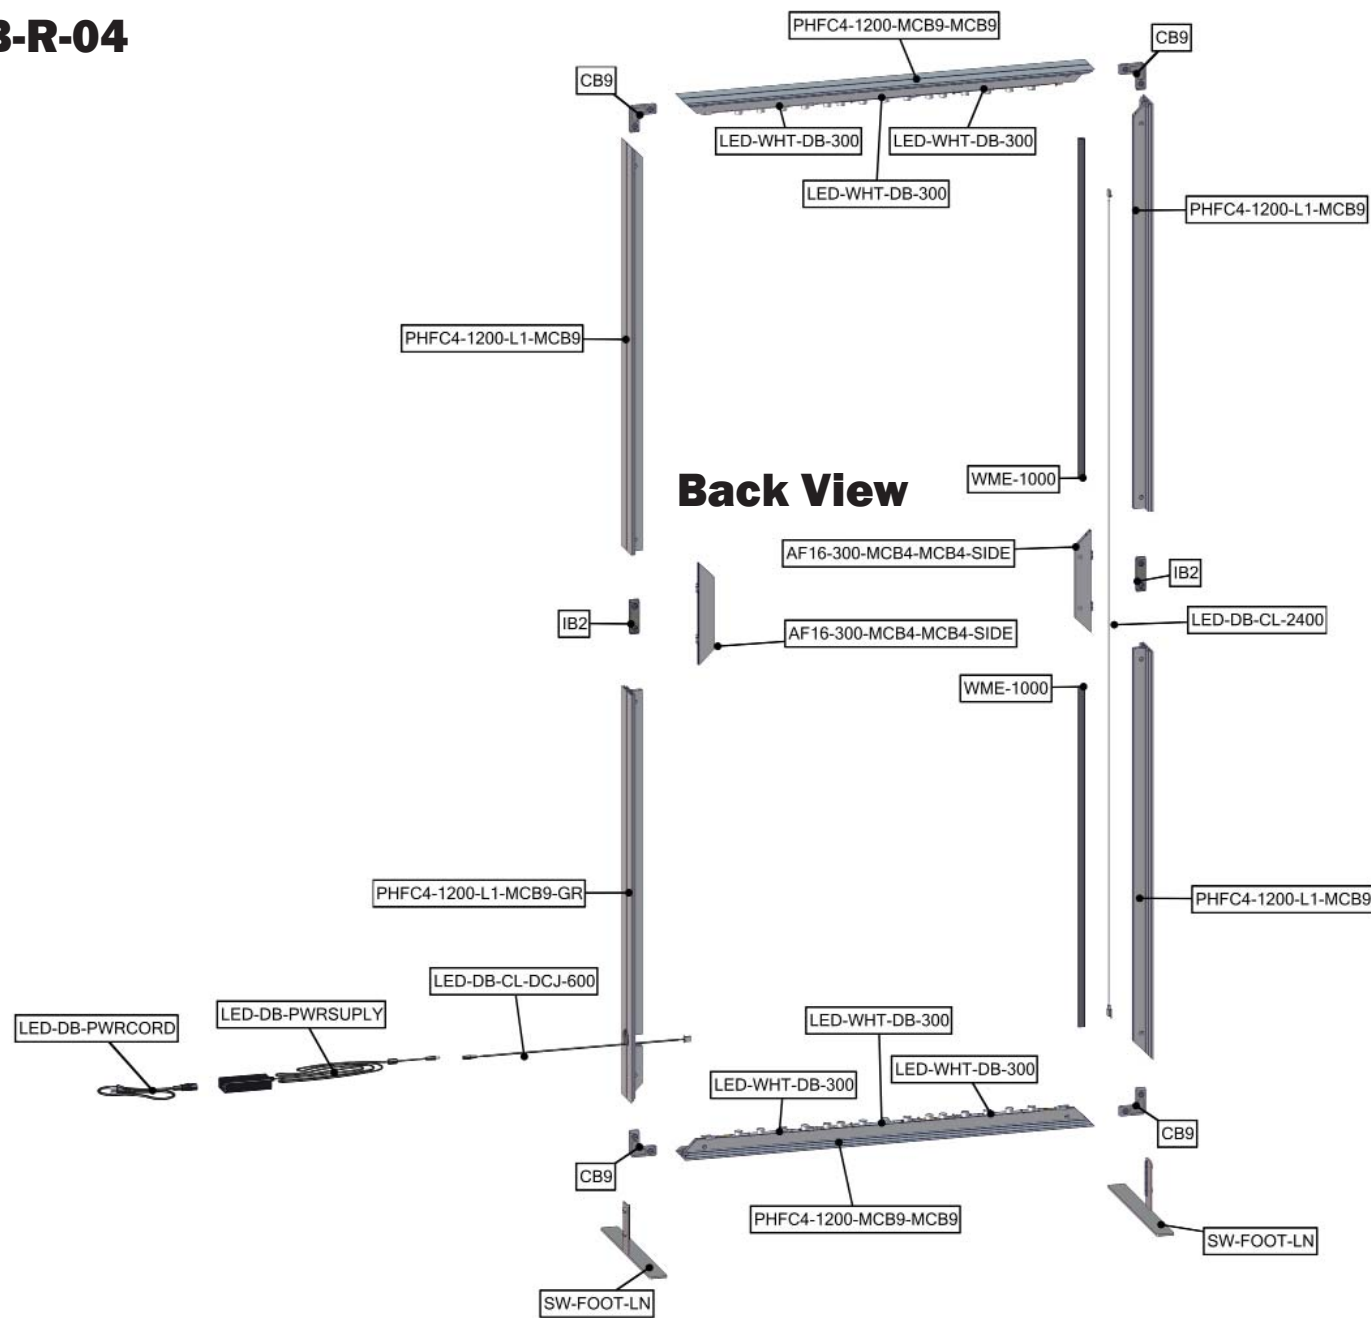 B-R-04
PHFC4-1200-MCB9-MCB9
CB9
CB9
LED-WHT-DB-300
LED-WHT-DB-300
LED-WHT-DB-300
PHFC4-1200-L1-MCB9
PHFC4-1200-L1-MCB9
Back View
WME-1000
AF16-300-MCB4-MCB4-SIDE
IB2
IB2
LED-DB-CL-2400
AF16-300-MCB4-MCB4-SIDE
WME-1000
PHFC4-1200-L1-MCB9-GR
PHFC4-1200-L1-MCB9
LED-DB-CL-DCJ-600
LED-DB-PWRSUPLY
LED-DB-PWRCORD
LED-WHT-DB-300
LED-WHT-DB-300
LED-WHT-DB-300
CB9
CB9
PHFC4-1200-MCB9-MCB9
SW-FOOT-LN
SW-FOOT-LN